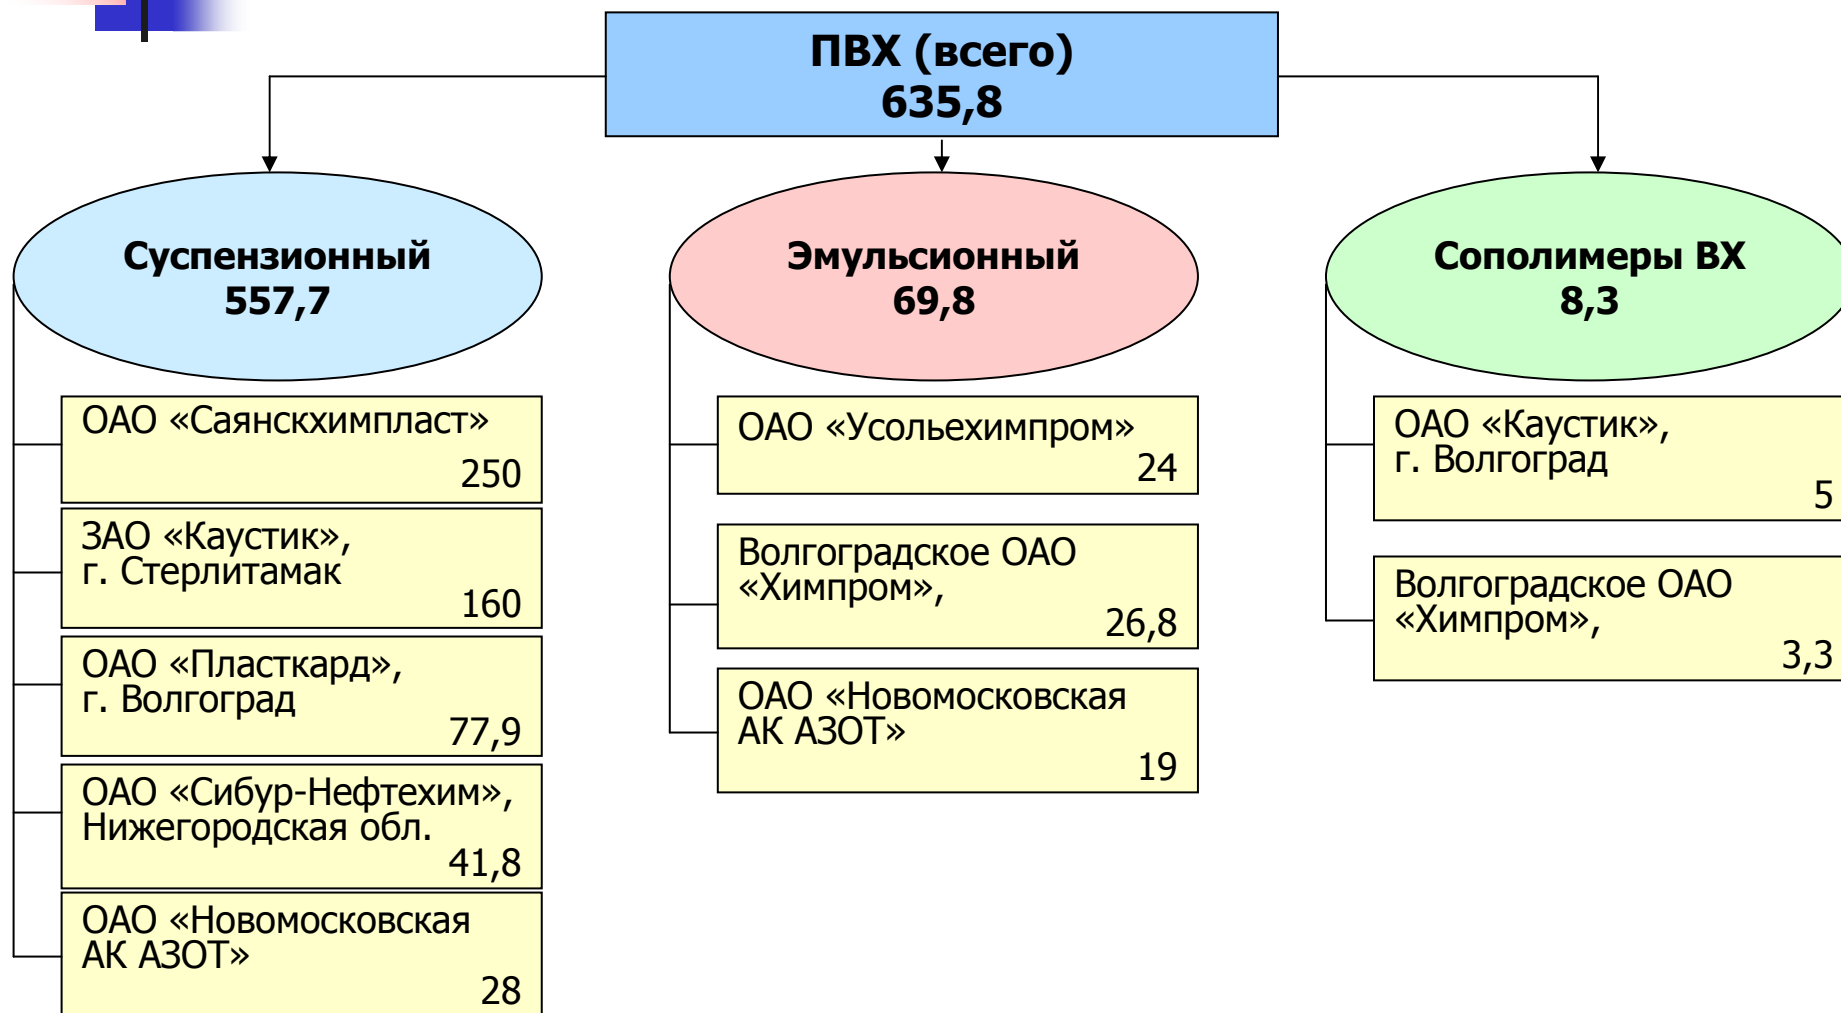 ПВХ (всего)
635,8
Суспензионный
557,7
ОАО «Саянскхимпласт»
250
ЗАО «Каустик»,
г. Стерлитамак
160
ОАО «Пласткард»,
г. Волгоград
77,9
ОАО «Сибур-Нефтехим»,
Нижегородская обл.
41,8
ОАО «Новомосковская
АК АЗОТ»
28
Эмульсионный
69,8
ОАО «Усольехимпром»
24
Волгоградское ОАО
«Химпром»,
26,8
ОАО «Новомосковская
АК АЗОТ»
19
Сополимеры ВХ
8,3
ОАО «Каустик»,
г. Волгоград
5
Волгоградское ОАО
«Химпром»,
3,3